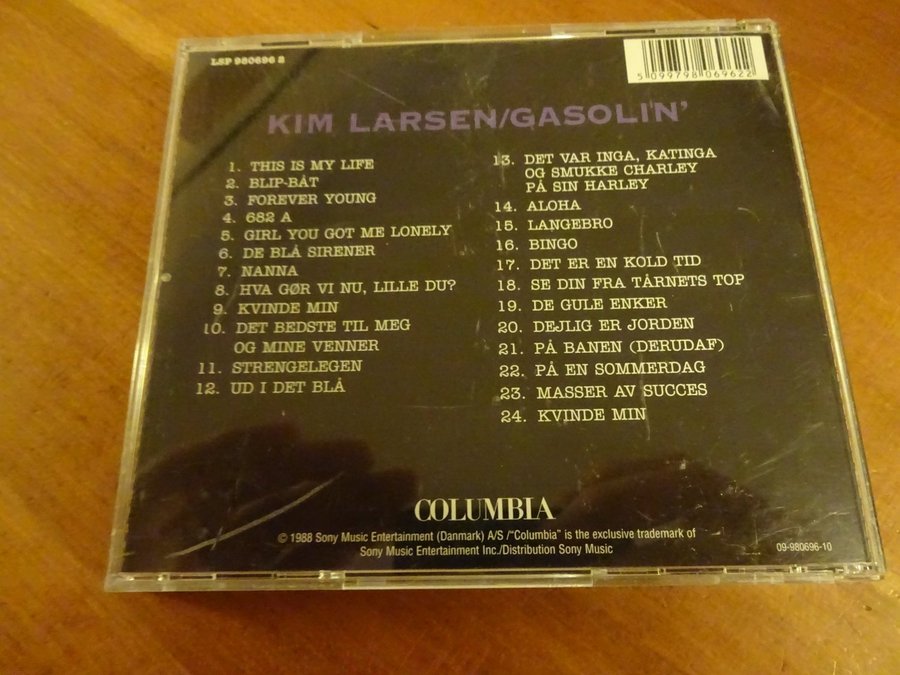 LSP 980696 2
5 099798 069622
KIM LARSEN/GASOLIN'
1. THIS IS MY LIFE
2. BLIP-BÅT
3. FOREVER YOUNG
4. 682 A
5. GIRL YOU GOT ME LONELY
6. DE BLÅ SIRENER
7. NANNA
8. HVA GØR VI NU, LILLE DU?
9. KVINDE MIN
10. DET BEDSTE TIL MEG
OG MINE VENNER
11. STRENGELEGEN
12. UD I DET BLÅ
13. DET VAR INGA, KATINGA
OG SMUKKE CHARLEY
PÅ SIN HARLEY
14. ALOHA
15. LANGEBRO
16. BINGO
17. DET ER EN KOLD TID
18. SE DIN FRA TÅRNETS TOP
19. DE GULE ENKER
20. DEJLIG ER JORDEN
21. PÅ BANEN (DERUDAF)
22. PÅ EN SOMMERDAG
23. MASSER AV SUCCES
24. KVINDE MIN
COLUMBIA
© 1988 Sony Music Entertainment (Danmark) A/S /"Columbia" is the exclusive trademark of
Sony Music Entertainment Inc./Distribution Sony Music
09-980696-10